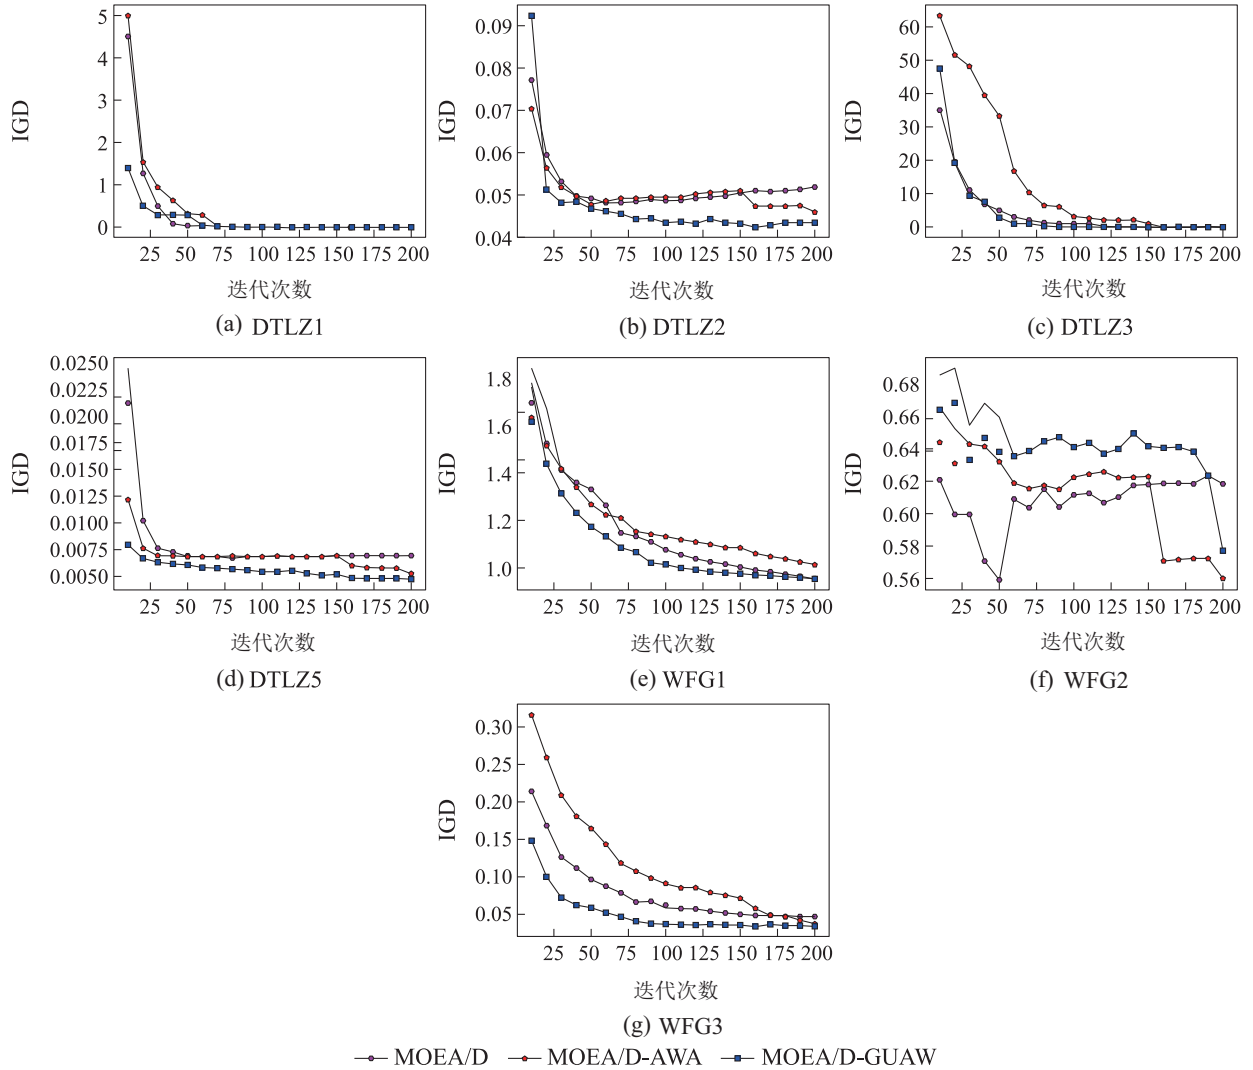 5
4
3
2
1
0
IGD
25 50 75 100 125 150 175 200
迭代次数
(a) DTLZ1
0.09
0.08
0.07
0.06
0.05
0.04
IGD
25 50 75 100 125 150 175 200
迭代次数
(b) DTLZ2
60
50
40
30
20
10
0
IGD
25 50 75 100 125 150 175 200
迭代次数
(c) DTLZ3
0.0250
0.0225
0.0200
0.0175
0.0150
0.0125
0.0100
0.0075
0.0050
IGD
25 50 75 100 125 150 175 200
迭代次数
(d) DTLZ5
1.8
1.6
1.4
1.2
1.0
IGD
25 50 75 100 125 150 175 200
迭代次数
(e) WFG1
0.68
0.66
0.64
0.62
0.60
0.58
0.56
IGD
25 50 75 100 125 150 175 200
迭代次数
(f) WFG2
0.30
0.25
0.20
0.15
0.10
0.05
IGD
25 50 75 100 125 150 175 200
迭代次数
(g) WFG3
MOEA/D MOEA/D-AWA MOEA/D-GUAW